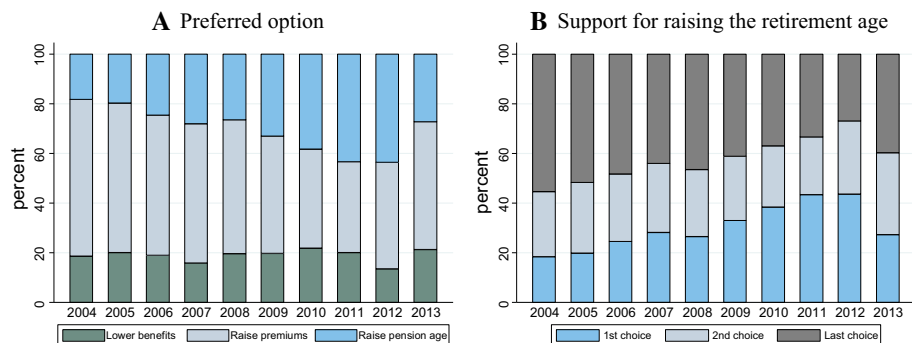 A Preferred option
percent
100
80
60
40
20
0
2004 2005 2006 2007 2008 2009 2010 2011 2012 2013
Lower benefits Raise premiums Raise pension age
B Support for raising the retirement age
percent
100
80
60
40
20
0
2004 2005 2006 2007 2008 2009 2010 2011 2012 2013
1st choice 2nd choice Last choice